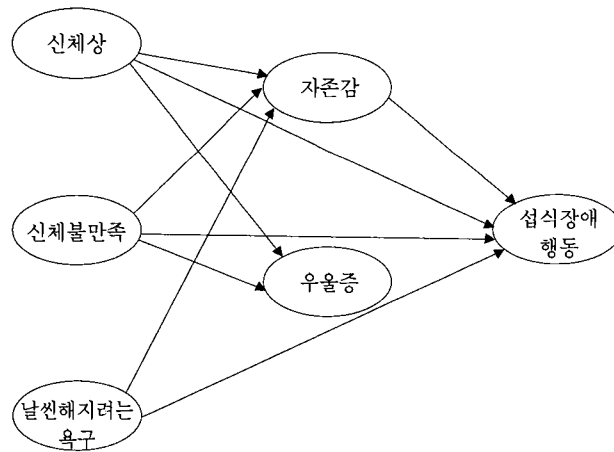 신체상
자존감
신체불만족
섭식장애
행동
우울증
날씬해지려는
욕구